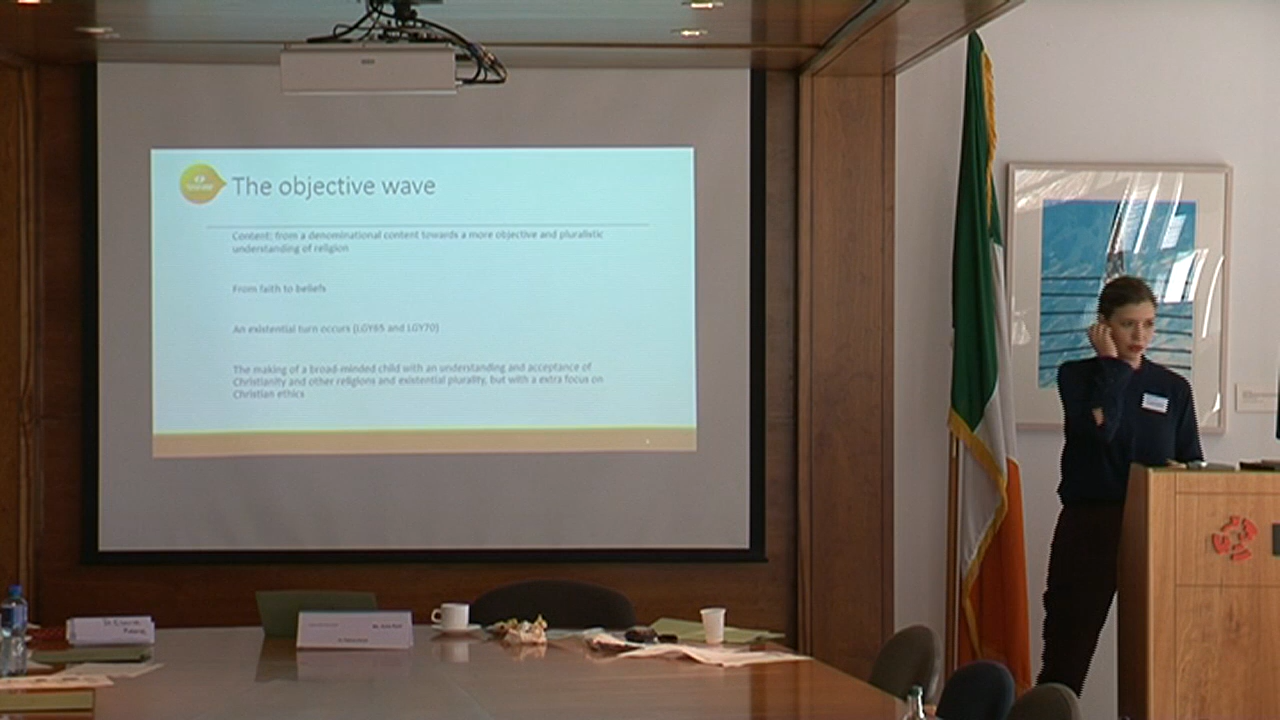 The objective wave
Content: from a denominational content towards a more objective and pluralistic
understanding of religion
From faith to beliefs
An existential turn occurs (LGY65 and LGY70)
The making of a broad-minded child with an understanding and acceptance of
Christianity and other religions and existential plurality, but with a extra focus on
Christian ethics